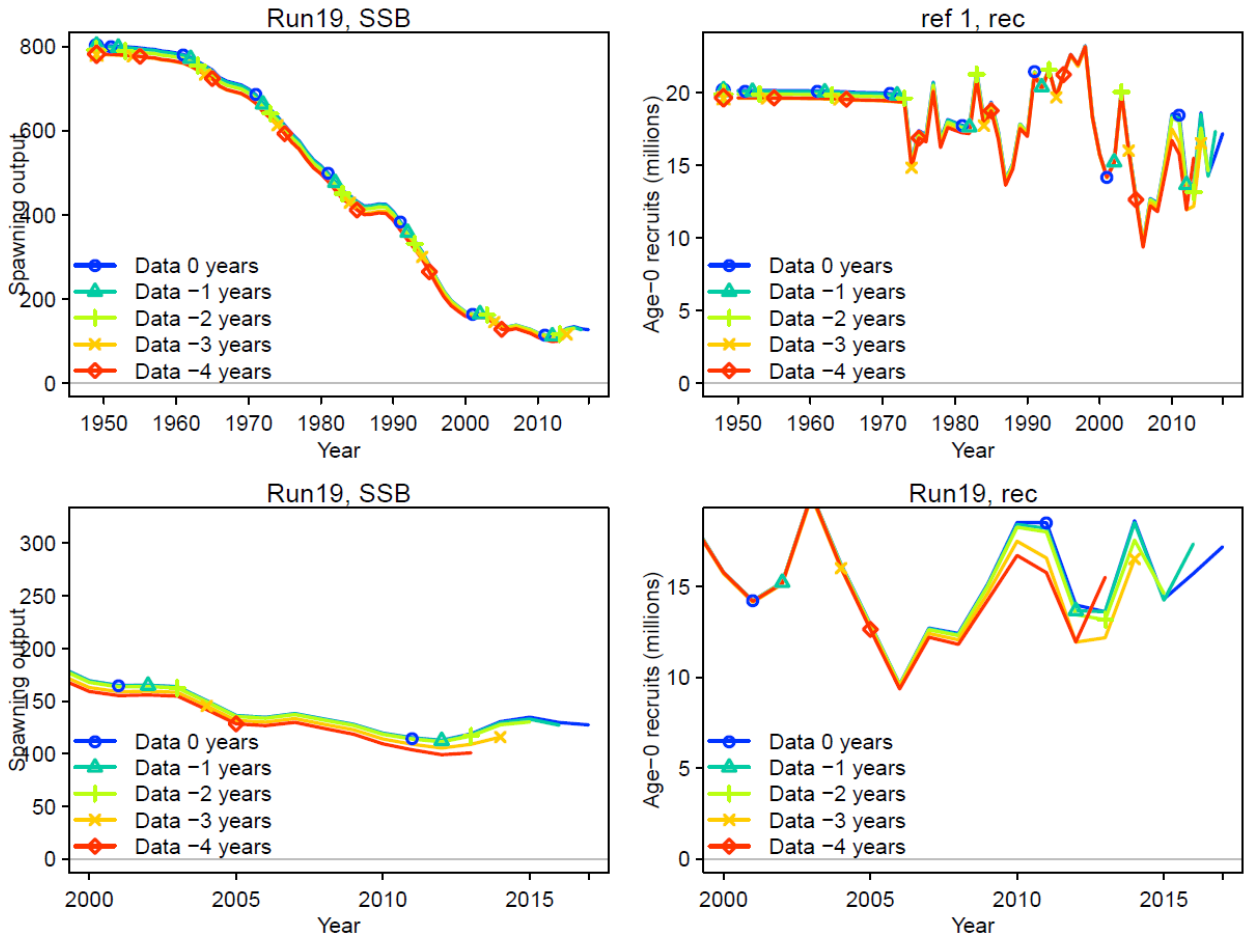 Run19, SSB
Spawning output
800
600
400
200
0
Data 0 years
Data −1 years
Data −2 years
Data −3 years
Data −4 years
1950 1960 1970 1980 1990 2000 2010
Year
ref 1, rec
Age−0 recruits (millions)
20
15
10
5
0
Data 0 years
Data −1 years
Data −2 years
Data −3 years
Data −4 years
1950 1960 1970 1980 1990 2000 2010
Year
Run19, SSB
Spawning output
300
250
200
150
100
50
0
Data 0 years
Data −1 years
Data −2 years
Data −3 years
Data −4 years
2000 2005 2010 2015
Year
Run19, rec
Age−0 recruits (millions)
15
10
5
0
Data 0 years
Data −1 years
Data −2 years
Data −3 years
Data −4 years
2000 2005 2010 2015
Year